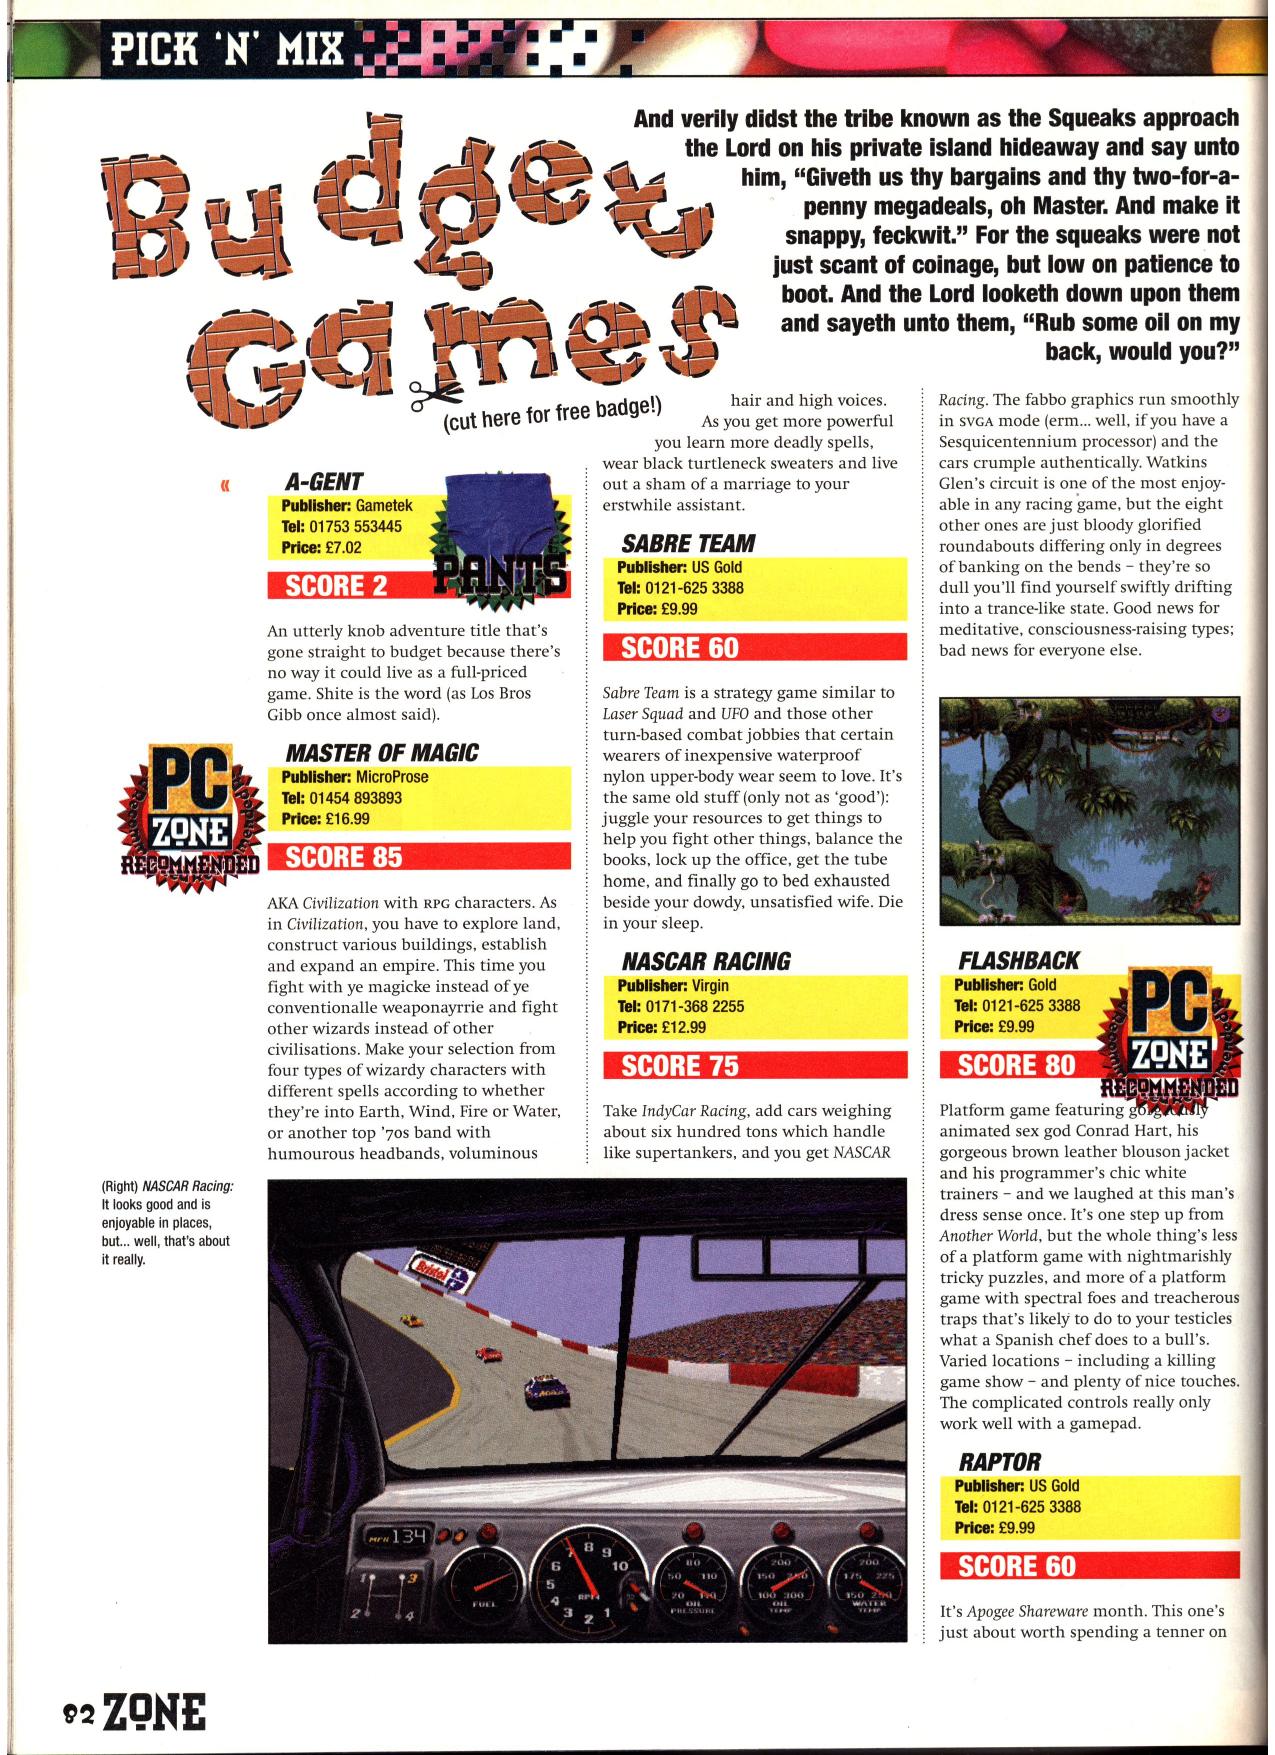 PICK 'N' MIX
Budget
Games
(cut here for free badge!)
And verily didst the tribe known as the Squeaks approach
the Lord on his private island hideaway and say unto
him, “Giveth us thy bargains and thy two-for-a-
penny megadeals, oh Master. And make it
snappy, feckwit.” For the squeaks were not
just scant of coinage, but low on patience to
boot. And the Lord looketh down upon them
and sayeth unto them, “Rub some oil on my
back, would you?”
«
A-GENT
Publisher: Gametek
Tel: 01753 553445
Price: £7.02
SCORE 2
PANTS
An utterly knob adventure title that's
gone straight to budget because there's
no way it could live as a full-priced
game. Shite is the word (as Los Bros
Gibb once almost said).
PC
ZONE
RECOMMENDED
MASTER OF MAGIC
Publisher: MicroProse
Tel: 01454 893893
Price: £16.99
SCORE 85
AKA Civilization with RPG characters. As
in Civilization, you have to explore land,
construct various buildings, establish
and expand an empire. This time you
fight with ye magicke instead of ye
conventionalle weaponayrrie and fight
other wizards instead of other
civilisations. Make your selection from
four types of wizardy characters with
different spells according to whether
they're into Earth, Wind, Fire or Water,
or another top '70s band with
humourous headbands, voluminous
hair and high voices.
As you get more powerful
you learn more deadly spells,
wear black turtleneck sweaters and live
out a sham of a marriage to your
erstwhile assistant.
SABRE TEAM
Publisher: US Gold
Tel: 0121-625 3388
Price: £9.99
SCORE 60
Sabre Team is a strategy game similar to
Laser Squad and UFO and those other
turn-based combat jobbies that certain
wearers of inexpensive waterproof
nylon upper-body wear seem to love. It's
the same old stuff (only not as 'good'):
juggle your resources to get things to
help you fight other things, balance the
books, lock up the office, get the tube
home, and finally go to bed exhausted
beside your dowdy, unsatisfied wife. Die
in your sleep.
NASCAR RACING
Publisher: Virgin
Tel: 0171-368 2255
Price: £12.99
SCORE 75
Take IndyCar Racing, add cars weighing
about six hundred tons which handle
like supertankers, and you get NASCAR
Racing. The fabbo graphics run smoothly
in SVGA mode (erm... well, if you have a
Sesquicentennium processor) and the
cars crumple authentically. Watkins
Glen's circuit is one of the most enjoy-
able in any racing game, but the eight
other ones are just bloody glorified
roundabouts differing only in degrees
of banking on the bends – they're so
dull you'll find yourself swiftly drifting
into a trance-like state. Good news for
meditative, consciousness-raising types;
bad news for everyone else.
FLASHBACK
Publisher: Gold
Tel: 0121-625 3388
Price: £9.99
SCORE 80
PC
ZONE
RECOMMENDED
Platform game featuring gorgeously
animated sex god Conrad Hart, his
gorgeous brown leather blouson jacket
and his programmer's chic white
trainers – and we laughed at this man's
dress sense once. It's one step up from
Another World, but the whole thing's less
of a platform game with nightmarishly
tricky puzzles, and more of a platform
game with spectral foes and treacherous
traps that's likely to do to your testicles
what a Spanish chef does to a bull's.
Varied locations – including a killing
game show – and plenty of nice touches.
The complicated controls really only
work well with a gamepad.
RAPTOR
Publisher: US Gold
Tel: 0121-625 3388
Price: £9.99
SCORE 60
It's Apogee Shareware month. This one's
just about worth spending a tenner on
(Right) NASCAR Racing:
It looks good and is
enjoyable in places,
but... well, that's about
it really.
Bristol
MPH 134
1 3
2 4
FUEL
1 2 3 4 5 6 7 8 9 10
RPM
OIL
PRESSURE
OIL
TEMP
WATER
TEMP
82 ZONE